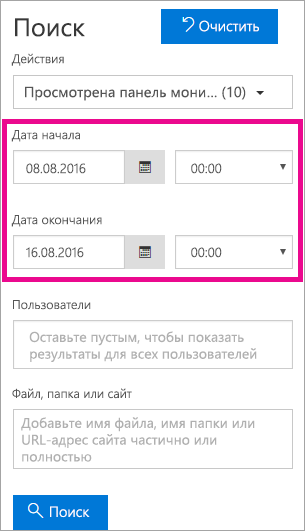 Поиск
Очистить
Действия
Просмотрена панель мони... (10)
Дата начала
08.08.2016 00:00
Дата окончания
16.08.2016 00:00
Пользователи
Оставьте пустым, чтобы показать
результаты для всех пользователей
Файл, папка или сайт
Добавьте имя файла, имя папки или
URL-адрес сайта частично или
полностью
Поиск